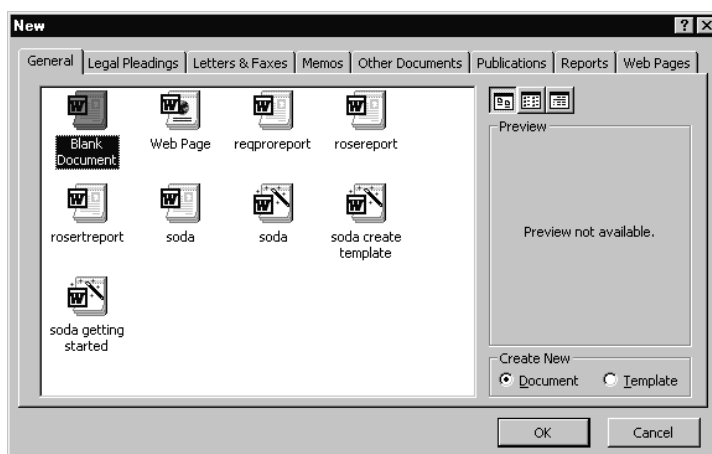 New
General Legal Pleadings Letters & Faxes Memos Other Documents Publications Reports Web Pages
Blank Document
Web Page
reqproreport
rosereport
rosertreport
soda
soda
soda create template
soda getting started
Preview
Preview not available.
Create New
Document Template
OK Cancel